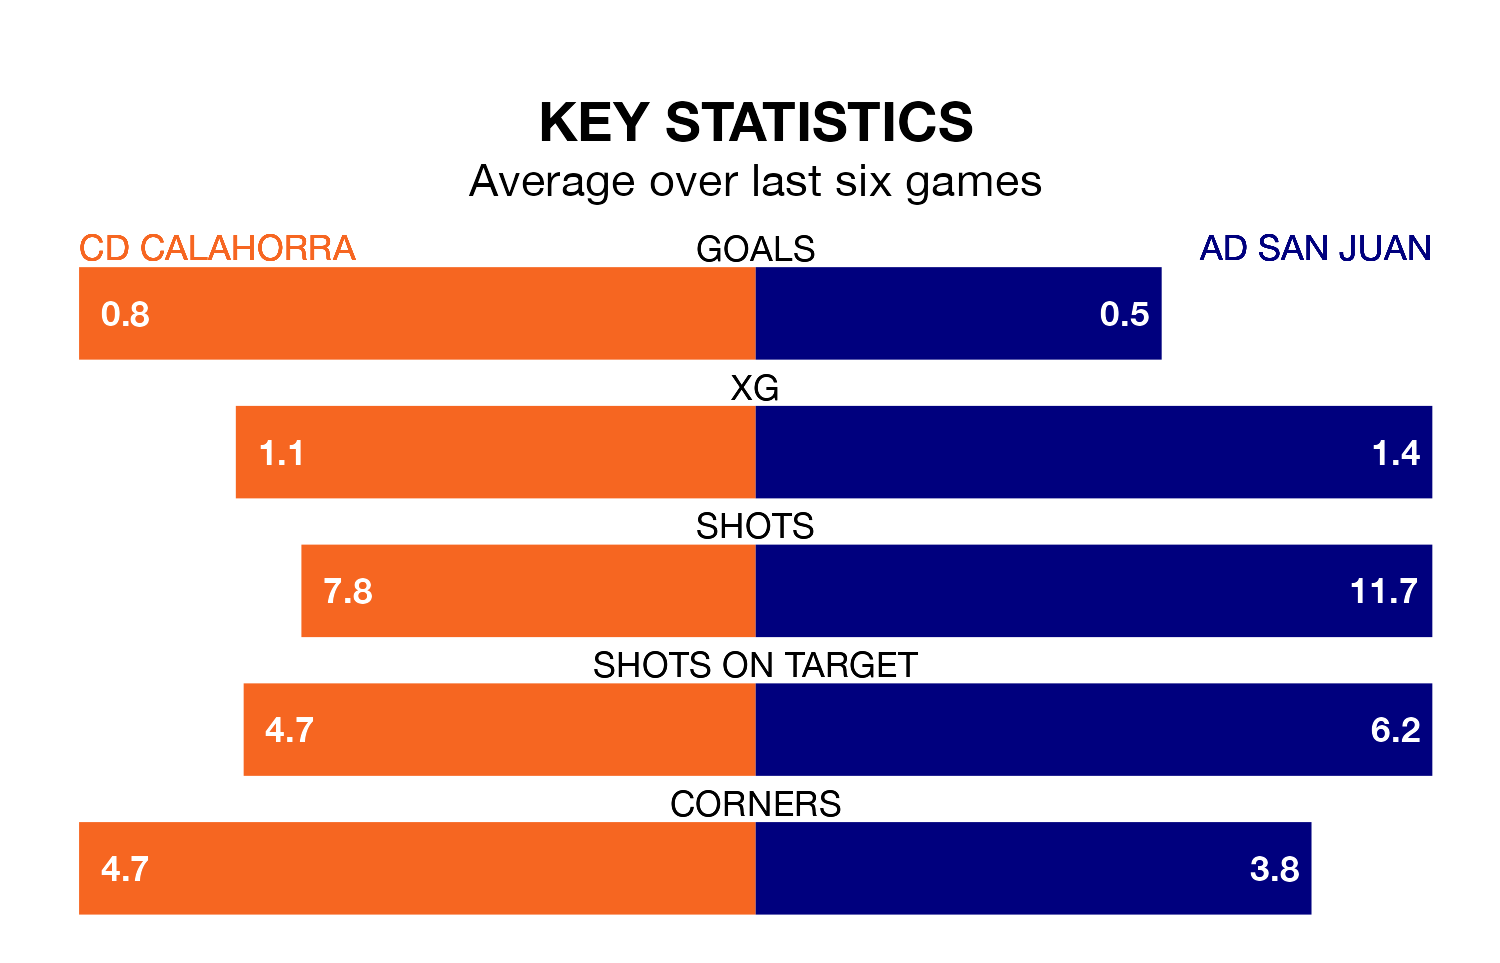 KEY STATISTICS
Average over last six games
CD CALAHORRA GOALS AD SAN JUAN
0.8 0.5
XG
1.1 1.4
SHOTS
7.8 11.7
SHOTS ON TARGET
4.7 6.2
CORNERS
4.7 3.8